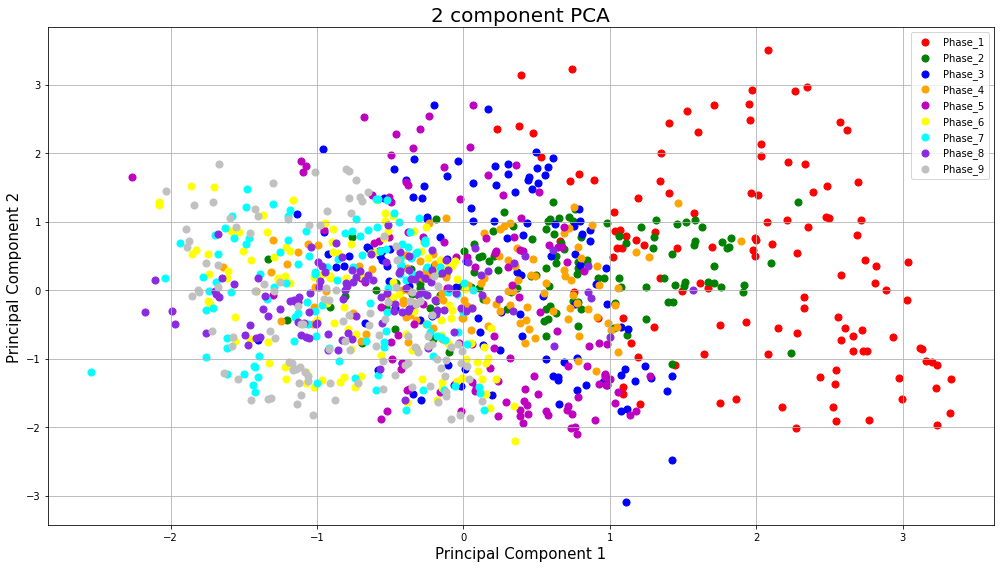 2 component PCA
Phase_1
Phase_2
Phase_3
Phase_4
Phase_5
Phase_6
Phase_7
Phase_8
Phase_9
3
2
1
0
−1
−2
−3
Principal Component 2
−2
−1
0
1
2
3
Principal Component 1